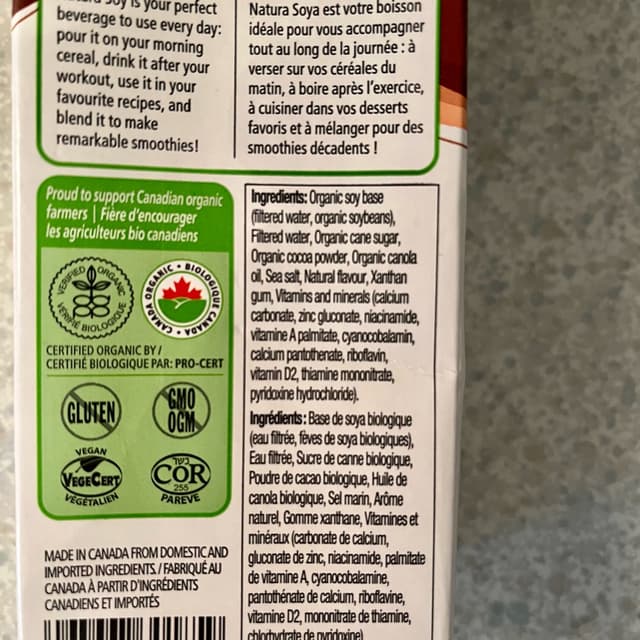 Soy is your perfect
beverage to use every day:
pour it on your morning
cereal, drink it after your
workout, use it in your
favourite recipes, and
blend it to make
remarkable smoothies!
Natura Soya est votre boisson
idéale pour vous accompagner
tout au long de la journée : à
verser sur vos céréales du
matin, à boire après l'exercice,
à cuisiner dans vos desserts
favoris et à mélanger pour des
smoothies décadents !
Proud to support Canadian organic
farmers | Fière d'encourager
les agriculteurs bio canadiens
VERIFIED ORGANIC
VÉRIFIÉ BIOLOGIQUE
CANADA ORGANIC • BIOLOGIQUE CANADA •
CERTIFIED ORGANIC BY /
CERTIFIÉ BIOLOGIQUE PAR: PRO-CERT
GLUTEN
GMO
OGM
VEGAN
VEGECERT
VÉGÉTALIEN
כשר
COR
255
PAREVE
MADE IN CANADA FROM DOMESTIC AND
IMPORTED INGREDIENTS. / FABRIQUÉ AU
CANADA À PARTIR D'INGRÉDIENTS
CANADIENS ET IMPORTÉS
Ingredients: Organic soy base
(filtered water, organic soybeans),
Filtered water, Organic cane sugar,
Organic cocoa powder, Organic canola
oil, Sea salt, Natural flavour, Xanthan
gum, Vitamins and minerals (calcium
carbonate, zinc gluconate, niacinamide,
vitamine A palmitate, cyanocobalamin,
calcium pantothenate, riboflavin,
vitamin D2, thiamine mononitrate,
pyridoxine hydrochloride).
Ingrédients : Base de soya biologique
(eau filtrée, fèves de soya biologiques),
Eau filtrée, Sucre de canne biologique,
Poudre de cacao biologique, Huile de
canola biologique, Sel marin, Arôme
naturel, Gomme xanthane, Vitamines et
minéraux (carbonate de calcium,
gluconate de zinc, niacinamide, palmitate
de vitamine A, cyanocobalamine,
pantothénate de calcium, riboflavine,
vitamine D2, mononitrate de thiamine,
chlorhydrate de pyridoxine)